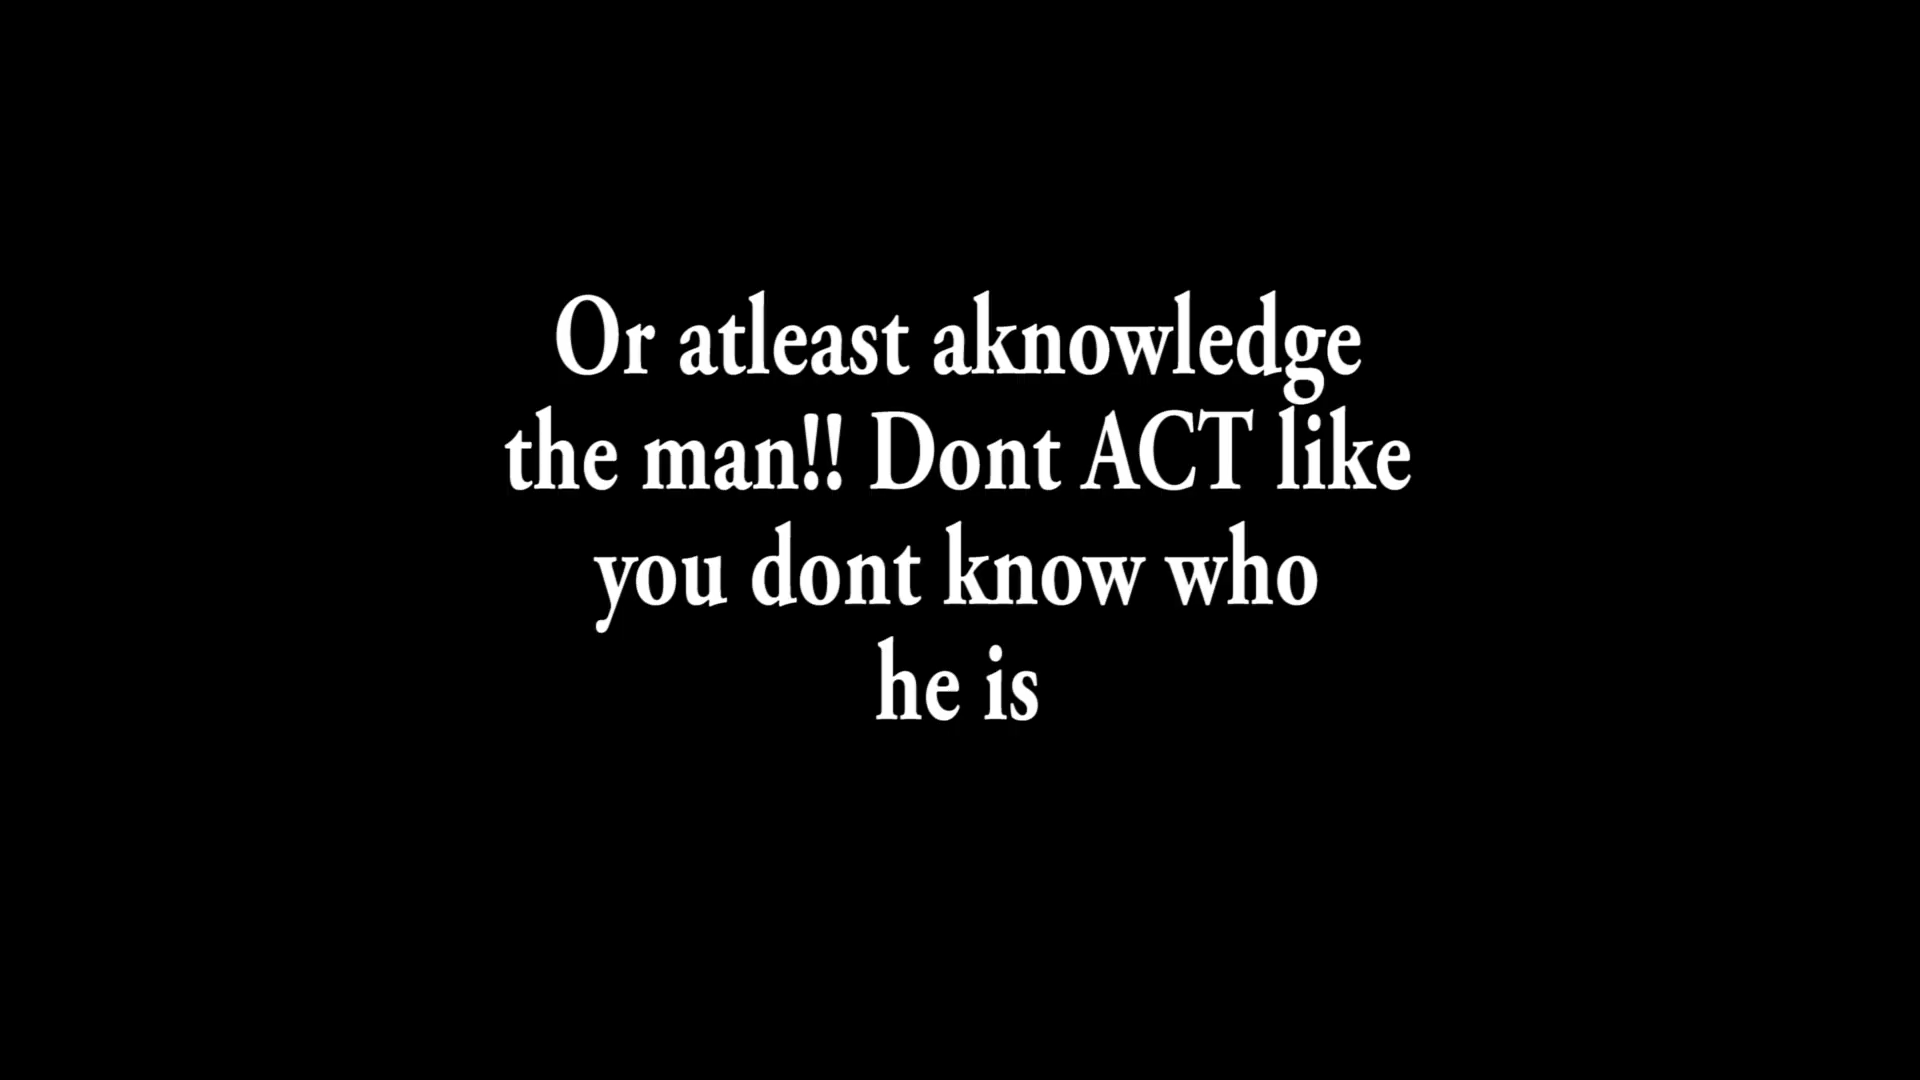 Or atleast aknowledge
the man!! Dont ACT like
you dont know who
he is